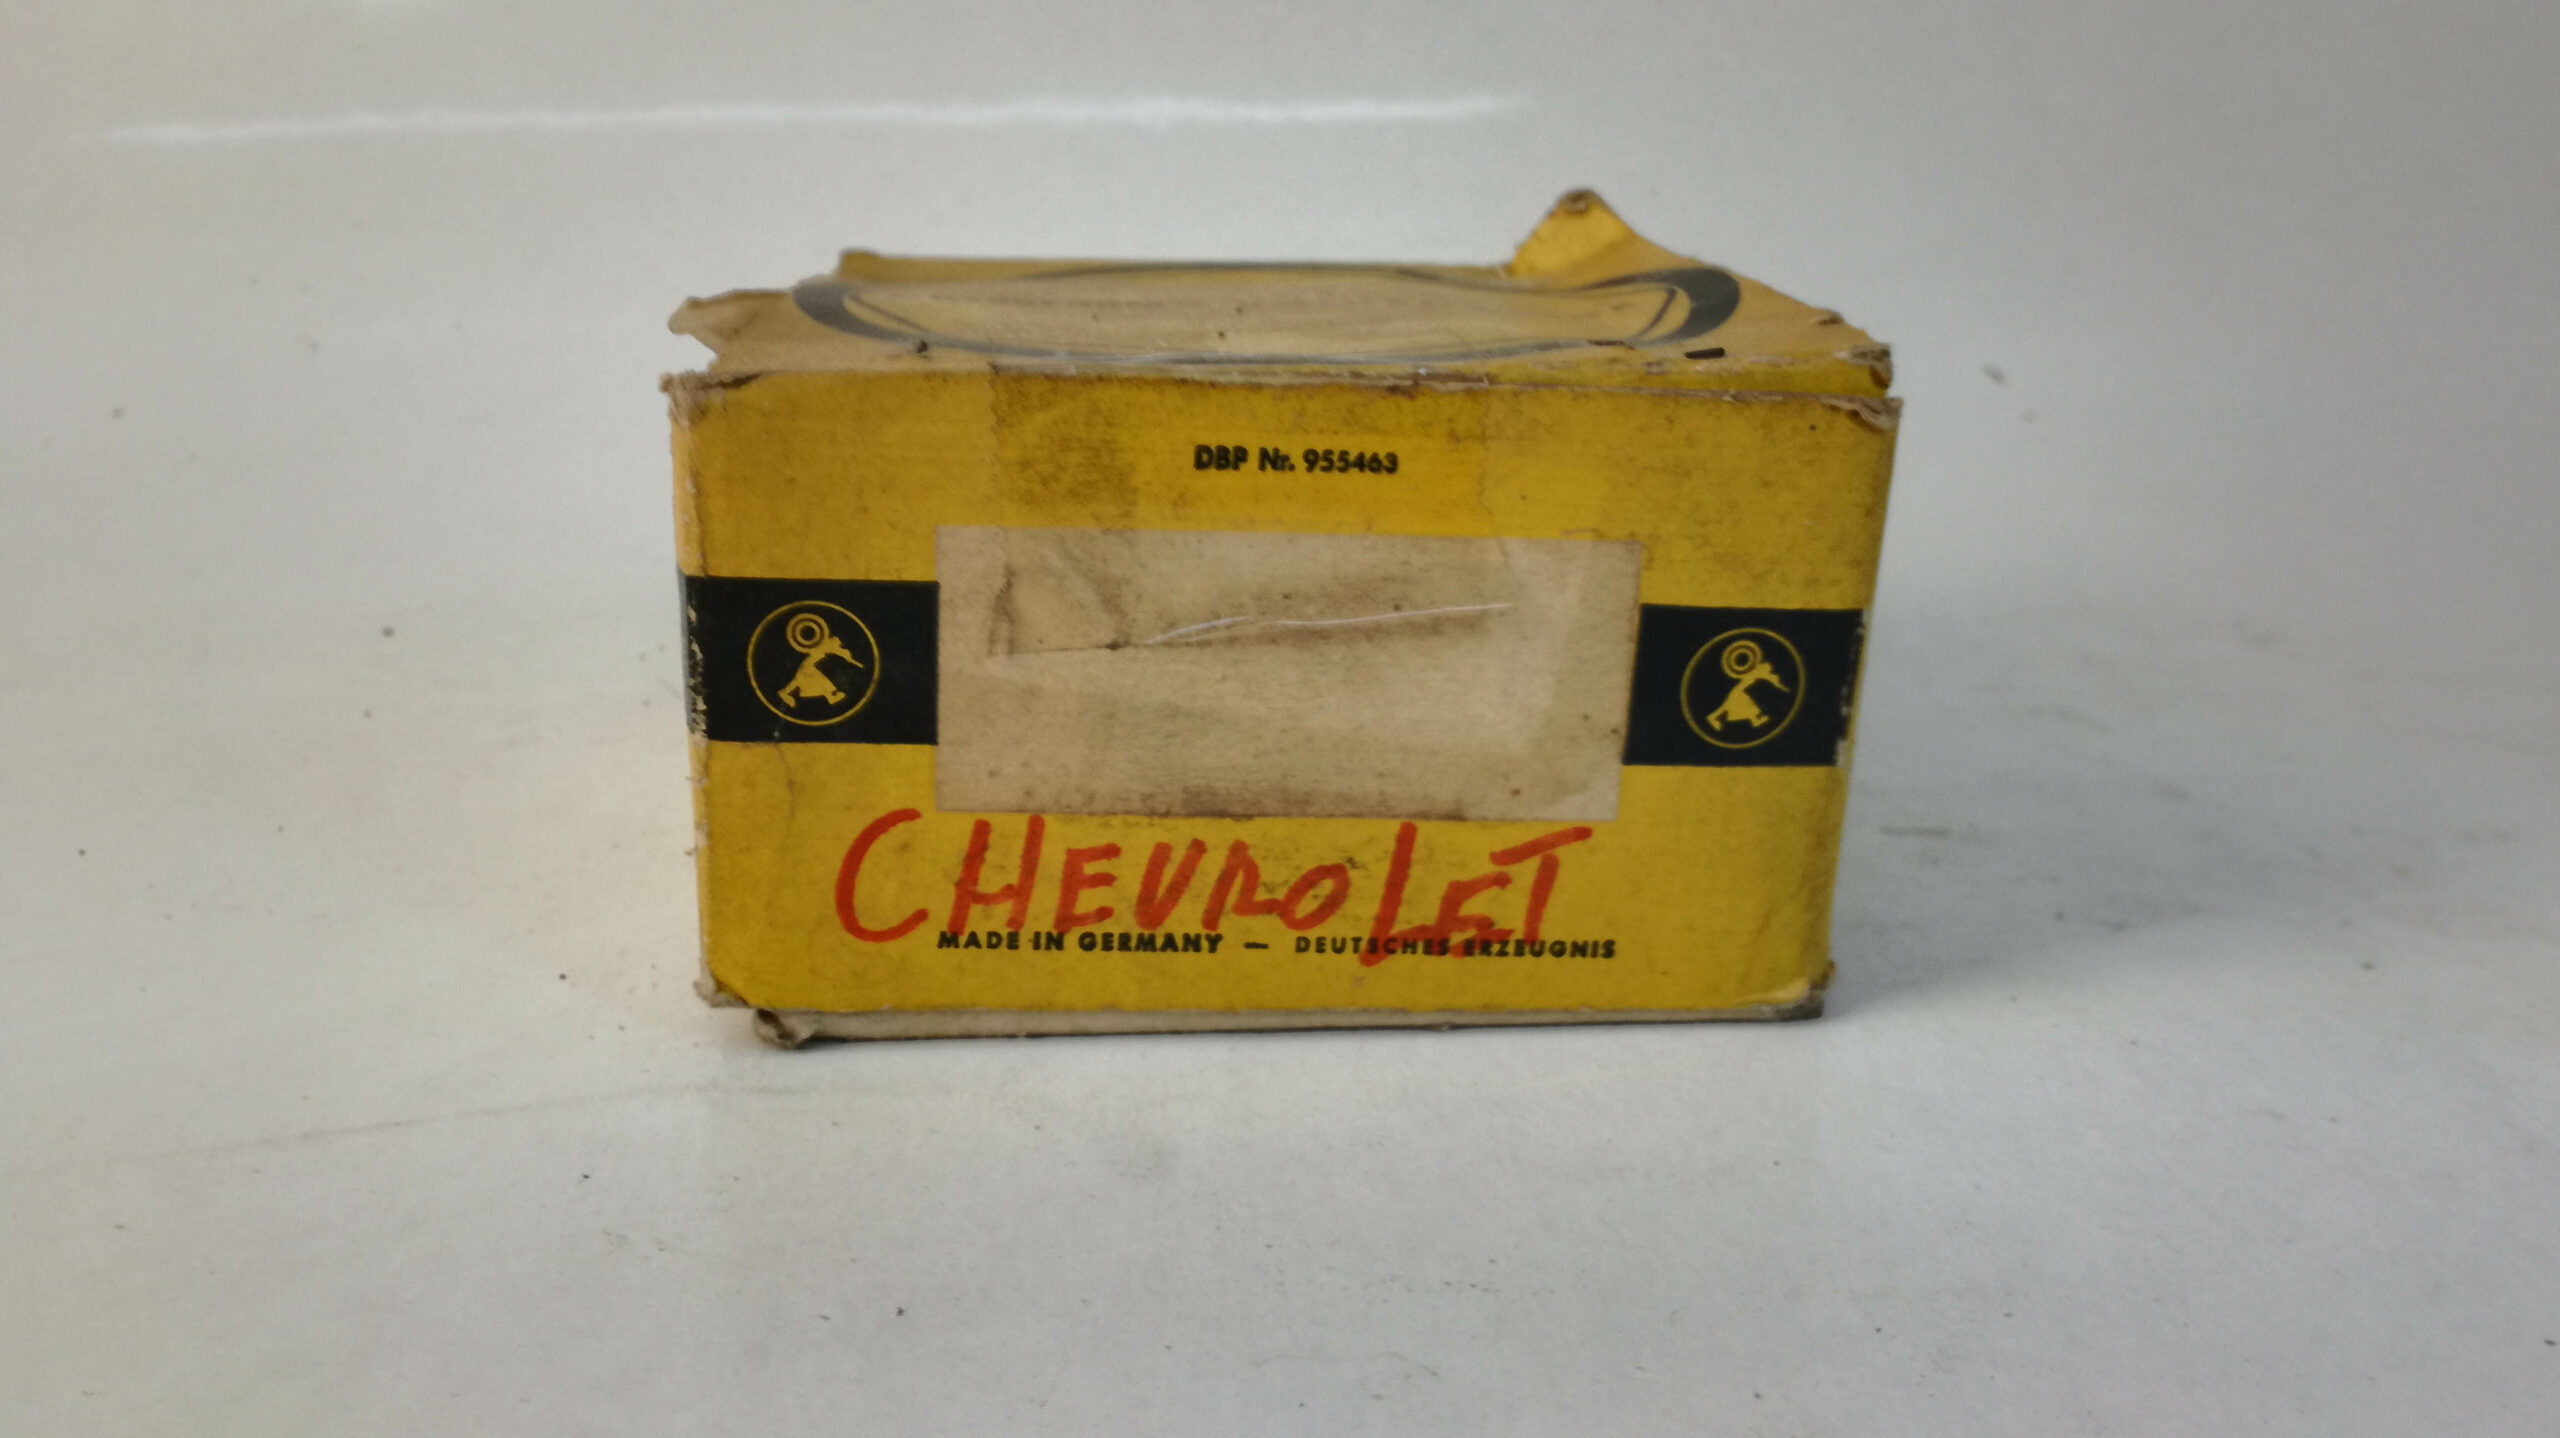 DBP Nr. 955463
CHEVROLET
MADE IN GERMANY — DEUTSCHES ERZEUGNIS